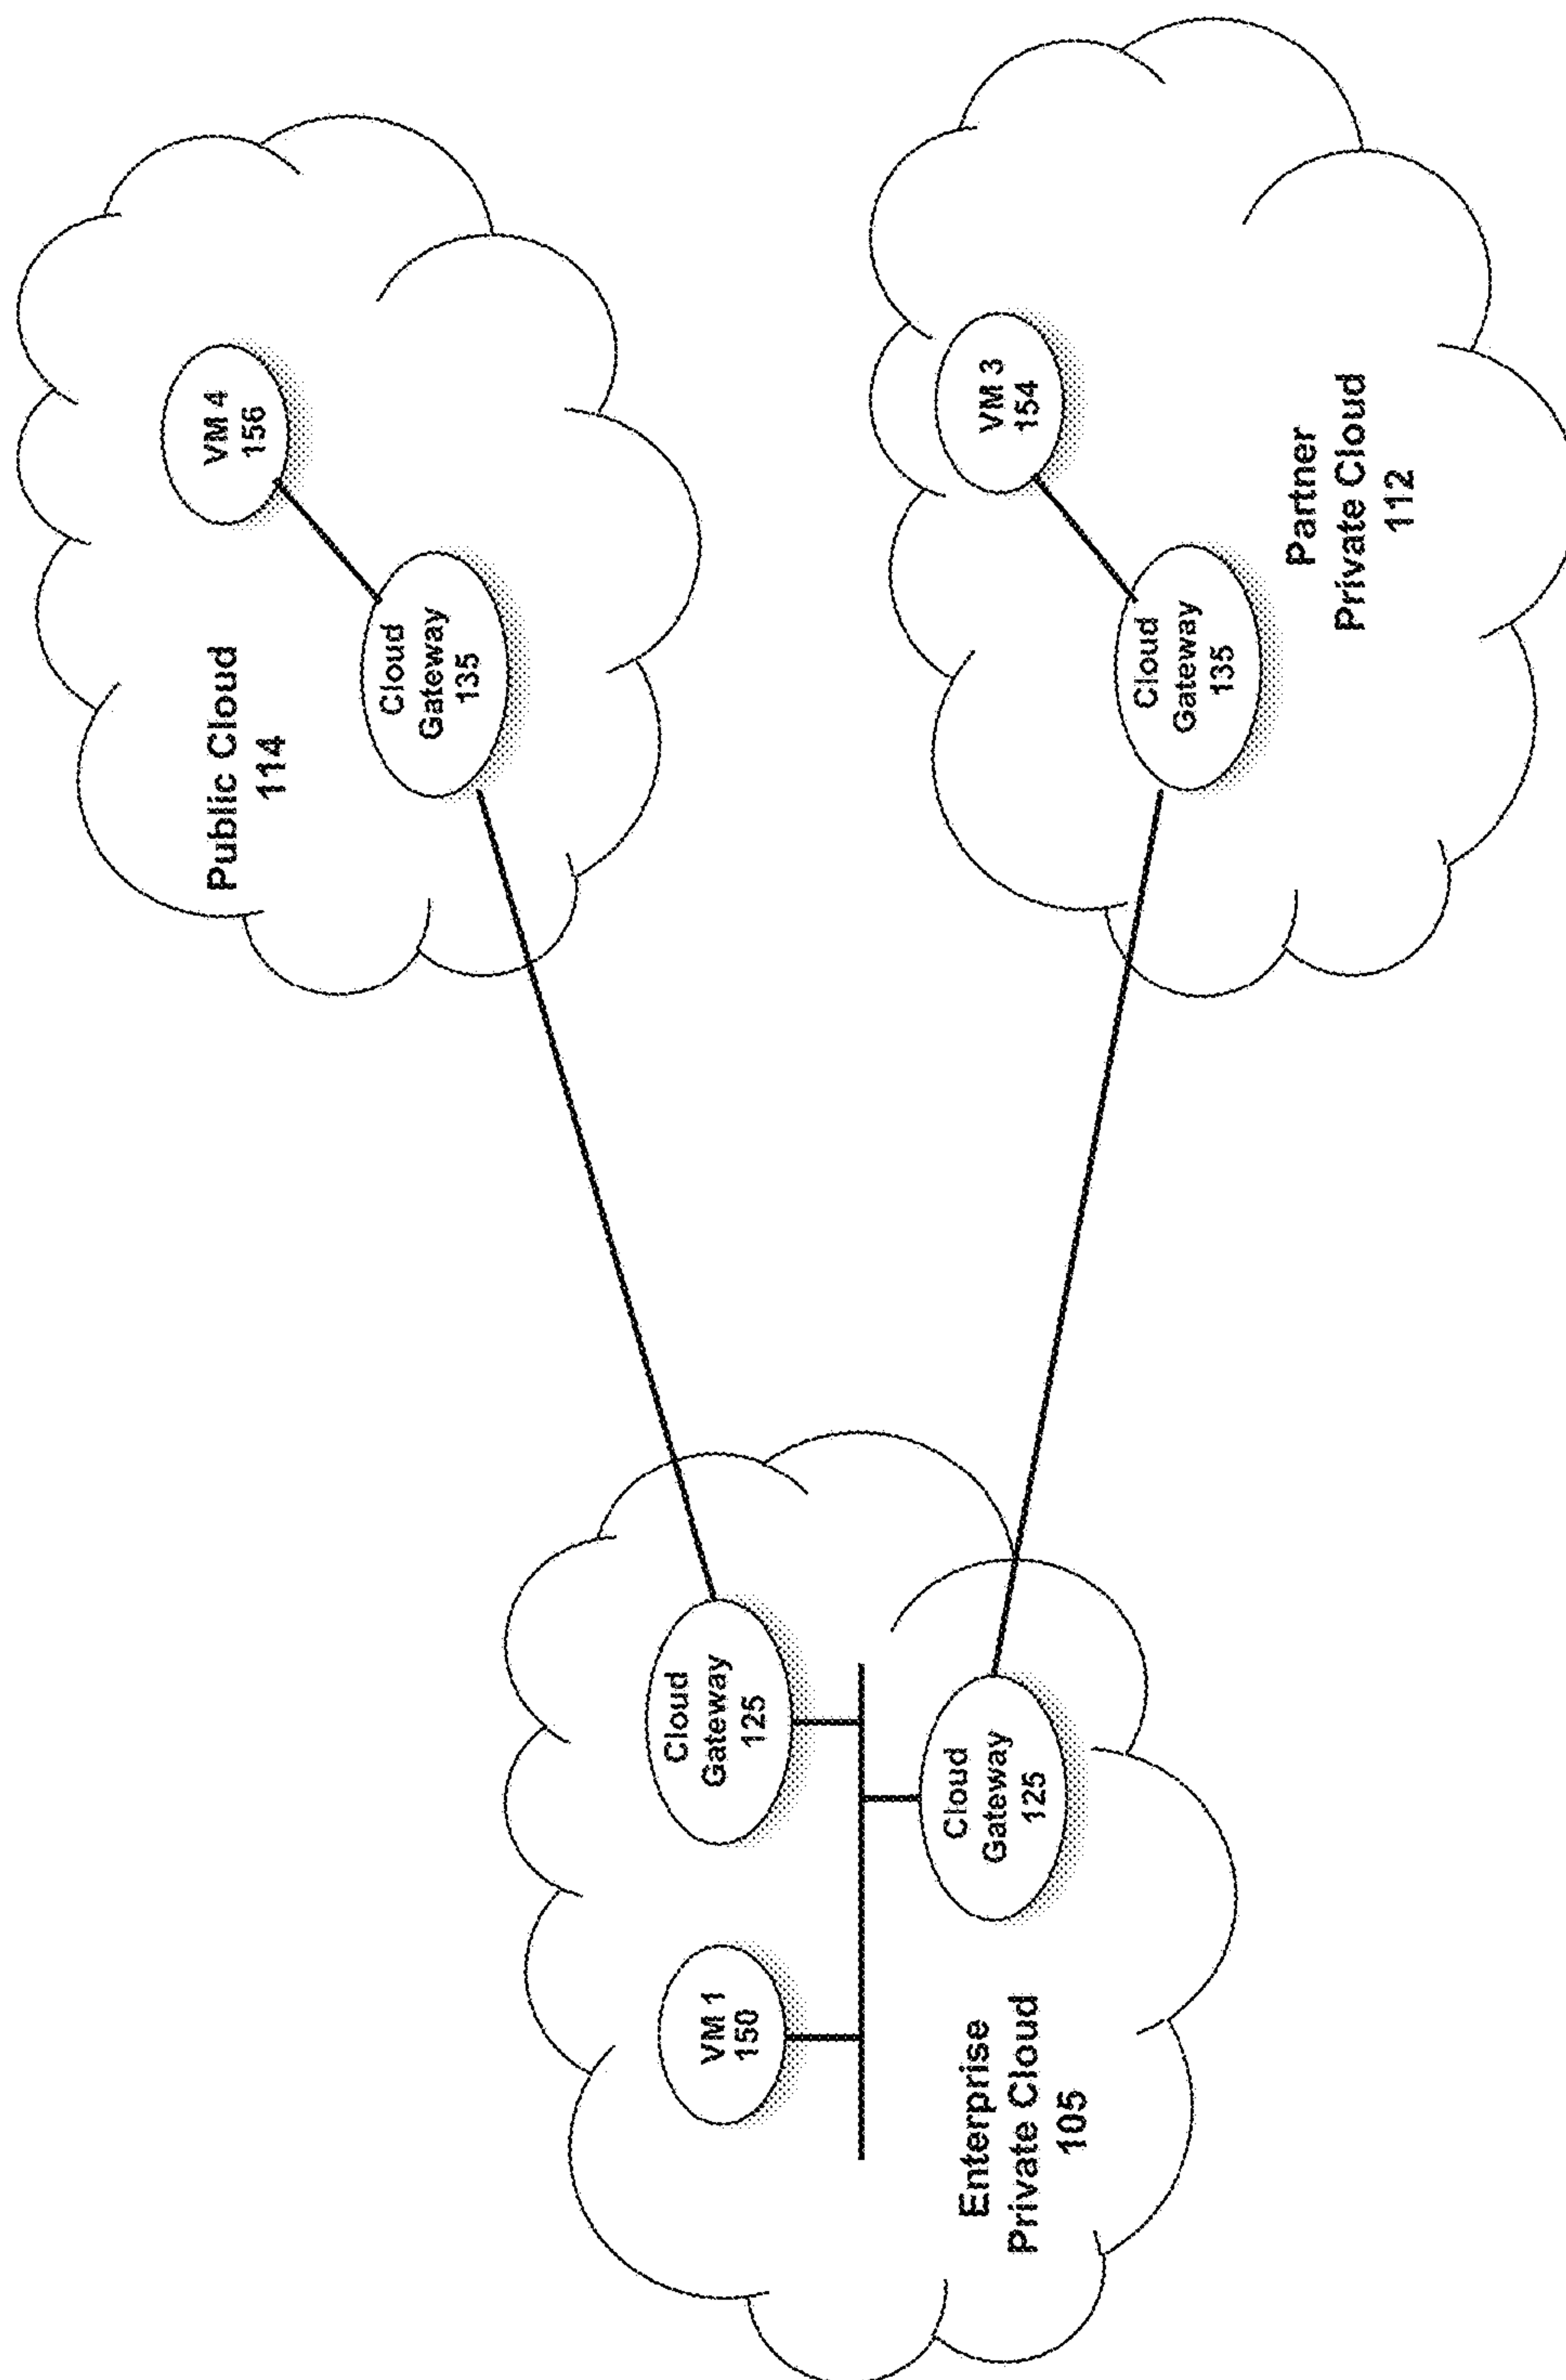 Public Cloud
114
VM 4
156
Cloud
Gateway
135
VM 3
154
Cloud
Gateway
135
Partner
Private Cloud
112
VM 1
150
Cloud
Gateway
125
Cloud
Gateway
125
Enterprise
Private Cloud
105